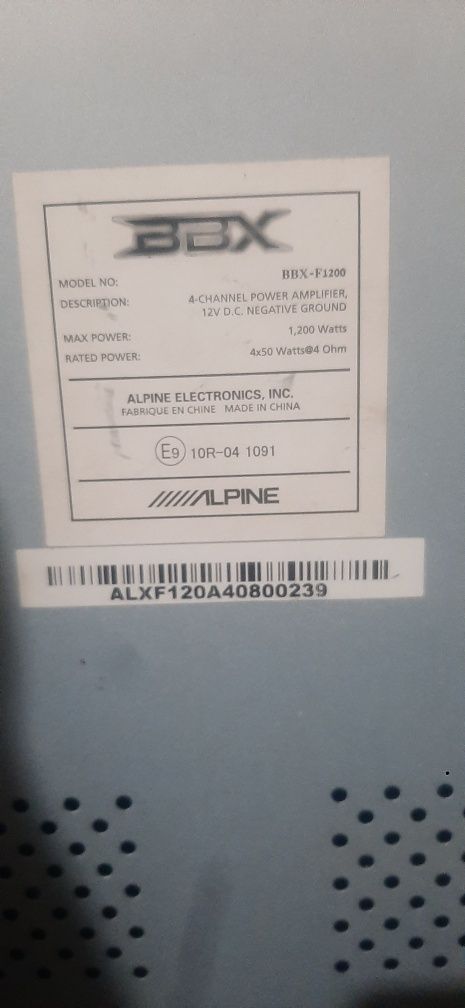 BBX
MODEL NO: BBX-F1200
DESCRIPTION: 4-CHANNEL POWER AMPLIFIER,
12V D.C. NEGATIVE GROUND
MAX POWER: 1,200 Watts
RATED POWER: 4x50 Watts@4 Ohm
ALPINE ELECTRONICS, INC.
FABRIQUE EN CHINE MADE IN CHINA
E9 10R-04 1091
ALPINE
ALXF120A40800239